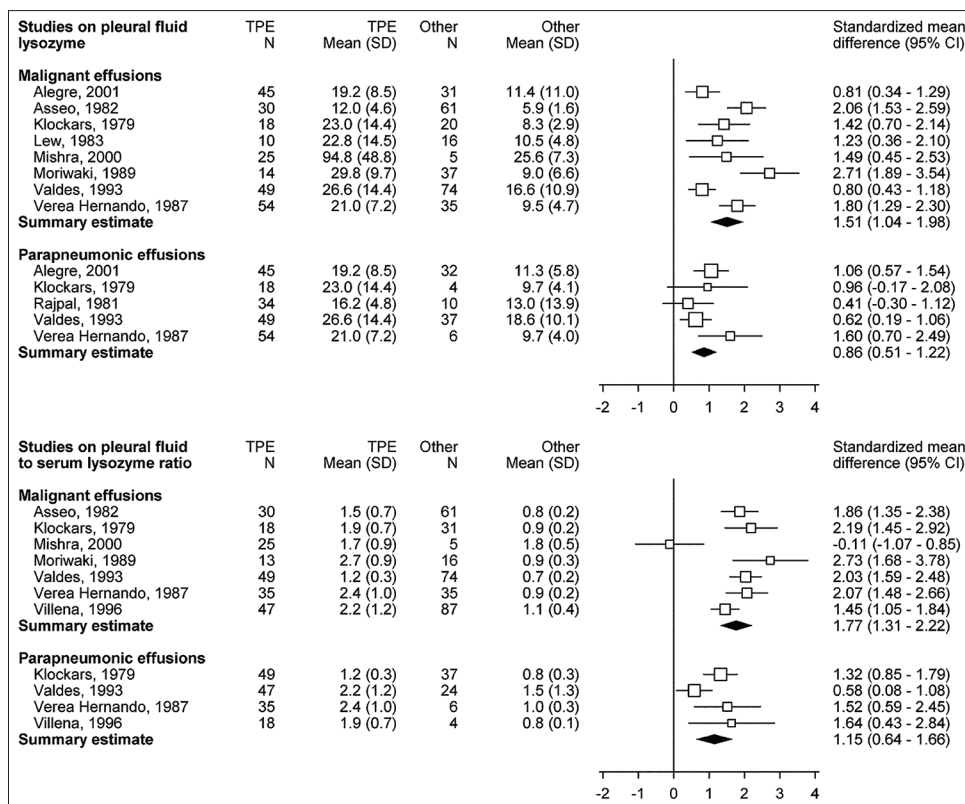 Studies on pleural fluid TPE TPE Other Other Standardized mean
lysozyme N Mean (SD) N Mean (SD) difference (95% CI)
Malignant effusions
Alegre, 2001 45 19.2 (8.5) 31 11.4 (11.0) 0.81 (0.34 - 1.29)
Asseo, 1982 30 12.0 (4.6) 61 5.9 (1.6) 2.06 (1.53 - 2.59)
Klockars, 1979 18 23.0 (14.4) 20 8.3 (2.9) 1.42 (0.70 - 2.14)
Lew, 1983 10 22.8 (14.5) 16 10.5 (4.8) 1.23 (0.36 - 2.10)
Mishra, 2000 25 94.8 (48.8) 5 25.6 (7.3) 1.49 (0.45 - 2.53)
Moriwaki, 1989 14 29.8 (9.7) 37 9.0 (6.6) 2.71 (1.89 - 3.54)
Valdes, 1993 49 26.6 (14.4) 74 16.6 (10.9) 0.80 (0.43 - 1.18)
Verea Hernando, 1987 54 21.0 (7.2) 35 9.5 (4.7) 1.80 (1.29 - 2.30)
Summary estimate 1.51 (1.04 - 1.98)
Parapneumonic effusions
Alegre, 2001 45 19.2 (8.5) 32 11.3 (5.8) 1.06 (0.57 - 1.54)
Klockars, 1979 18 23.0 (14.4) 4 9.7 (4.1) 0.96 (-0.17 - 2.08)
Rajpal, 1981 34 16.2 (4.8) 10 13.0 (13.9) 0.41 (-0.30 - 1.12)
Valdes, 1993 49 26.6 (14.4) 37 18.6 (10.1) 0.62 (0.19 - 1.06)
Verea Hernando, 1987 54 21.0 (7.2) 6 9.7 (4.0) 1.60 (0.70 - 2.49)
Summary estimate 0.86 (0.51 - 1.22)
-2 -1 0 1 2 3 4
Studies on pleural fluid TPE TPE Other Other Standardized mean
to serum lysozyme ratio N Mean (SD) N Mean (SD) difference (95% CI)
Malignant effusions
Asseo, 1982 30 1.5 (0.7) 61 0.8 (0.2) 1.86 (1.35 - 2.38)
Klockars, 1979 18 1.9 (0.7) 31 0.9 (0.2) 2.19 (1.45 - 2.92)
Mishra, 2000 25 1.7 (0.9) 5 1.8 (0.5) -0.11 (-1.07 - 0.85)
Moriwaki, 1989 13 2.7 (0.9) 16 0.9 (0.3) 2.73 (1.68 - 3.78)
Valdes, 1993 49 1.2 (0.3) 74 0.7 (0.2) 2.03 (1.59 - 2.48)
Verea Hernando, 1987 35 2.4 (1.0) 35 0.9 (0.2) 2.07 (1.48 - 2.66)
Villena, 1996 47 2.2 (1.2) 87 1.1 (0.4) 1.45 (1.05 - 1.84)
Summary estimate 1.77 (1.31 - 2.22)
Parapneumonic effusions
Klockars, 1979 49 1.2 (0.3) 37 0.8 (0.3) 1.32 (0.85 - 1.79)
Valdes, 1993 47 2.2 (1.2) 24 1.5 (1.3) 0.58 (0.08 - 1.08)
Verea Hernando, 1987 35 2.4 (1.0) 6 1.0 (0.3) 1.52 (0.59 - 2.45)
Villena, 1996 18 1.9 (0.7) 4 0.8 (0.1) 1.64 (0.43 - 2.84)
Summary estimate 1.15 (0.64 - 1.66)
-2 -1 0 1 2 3 4